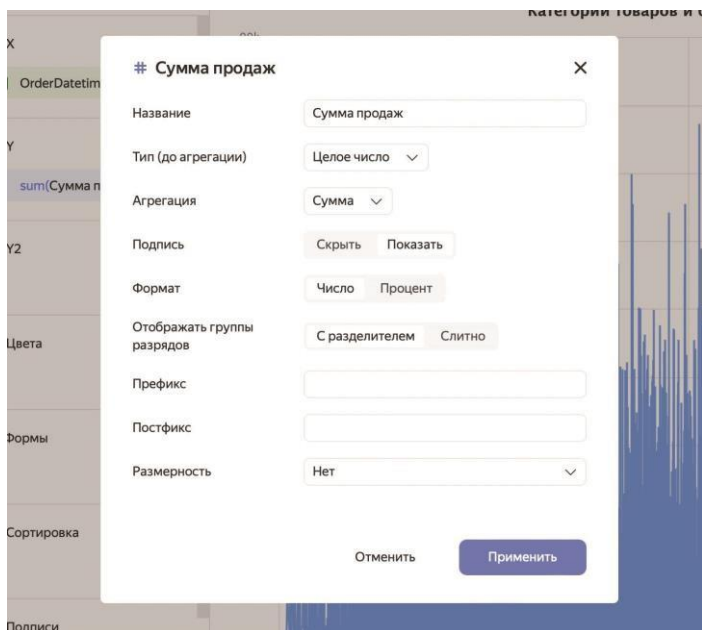 Категории товаров и
X
OrderDatetim
Y
sum(Сумма п
Y2
Цвета
Формы
Сортировка
Подписи
# Сумма продаж
Название
Сумма продаж
Тип (до агрегации)
Целое число
Агрегация
Сумма
Подпись
Скрыть Показать
Формат
Число Процент
Отображать группы
разрядов
С разделителем Слитно
Префикс
Постфикс
Размерность
Нет
Отменить Применить